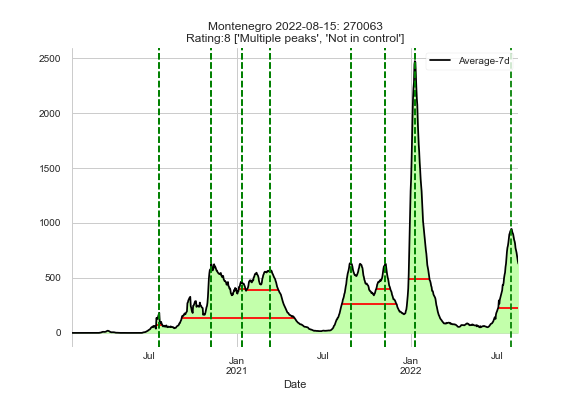 Montenegro 2022-08-15: 270063
Rating:8 ['Multiple peaks', 'Not in control']
Average-7d
2500
2000
1500
1000
500
0
Jul
Jan
2021
Jul
Jan
2022
Jul
Date